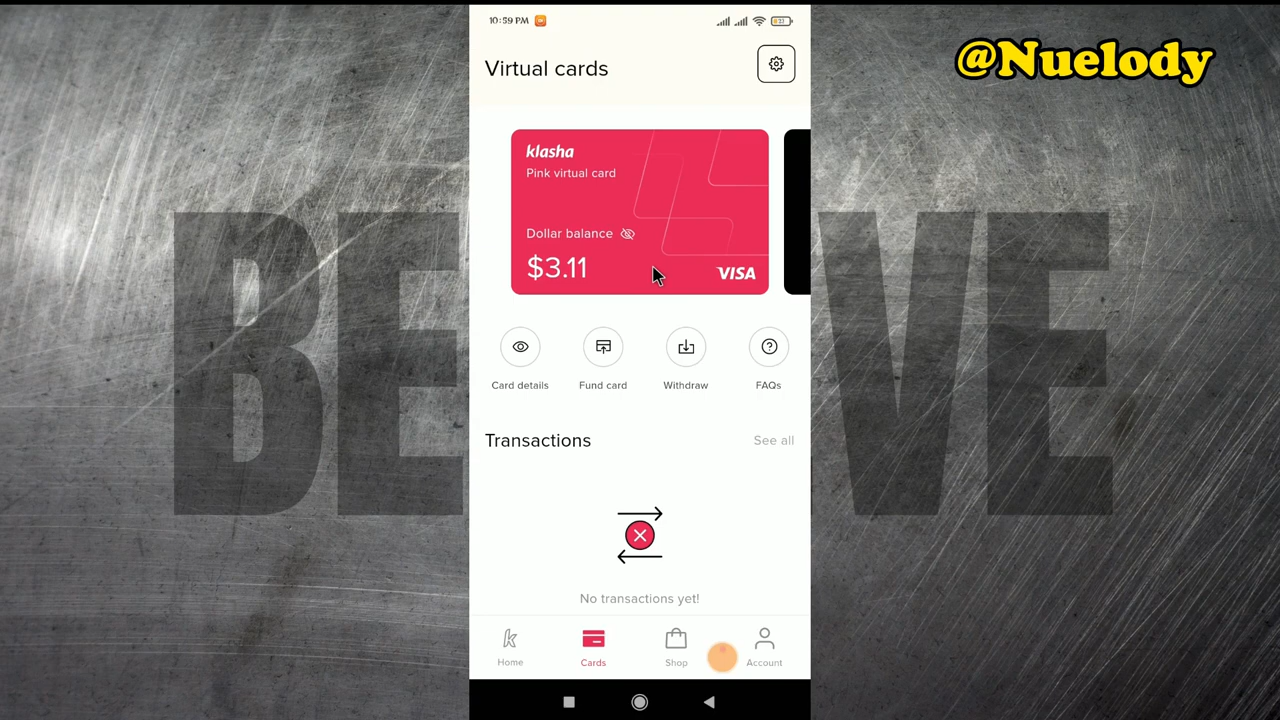 10:59 PM
23
@Nuelody
Virtual cards
klasha
Pink virtual card
Dollar balance
$3.11
VISA
Card details
Fund card
Withdraw
FAQs
Transactions
See all
No transactions yet!
Home
Cards
Shop
Account
BE VE